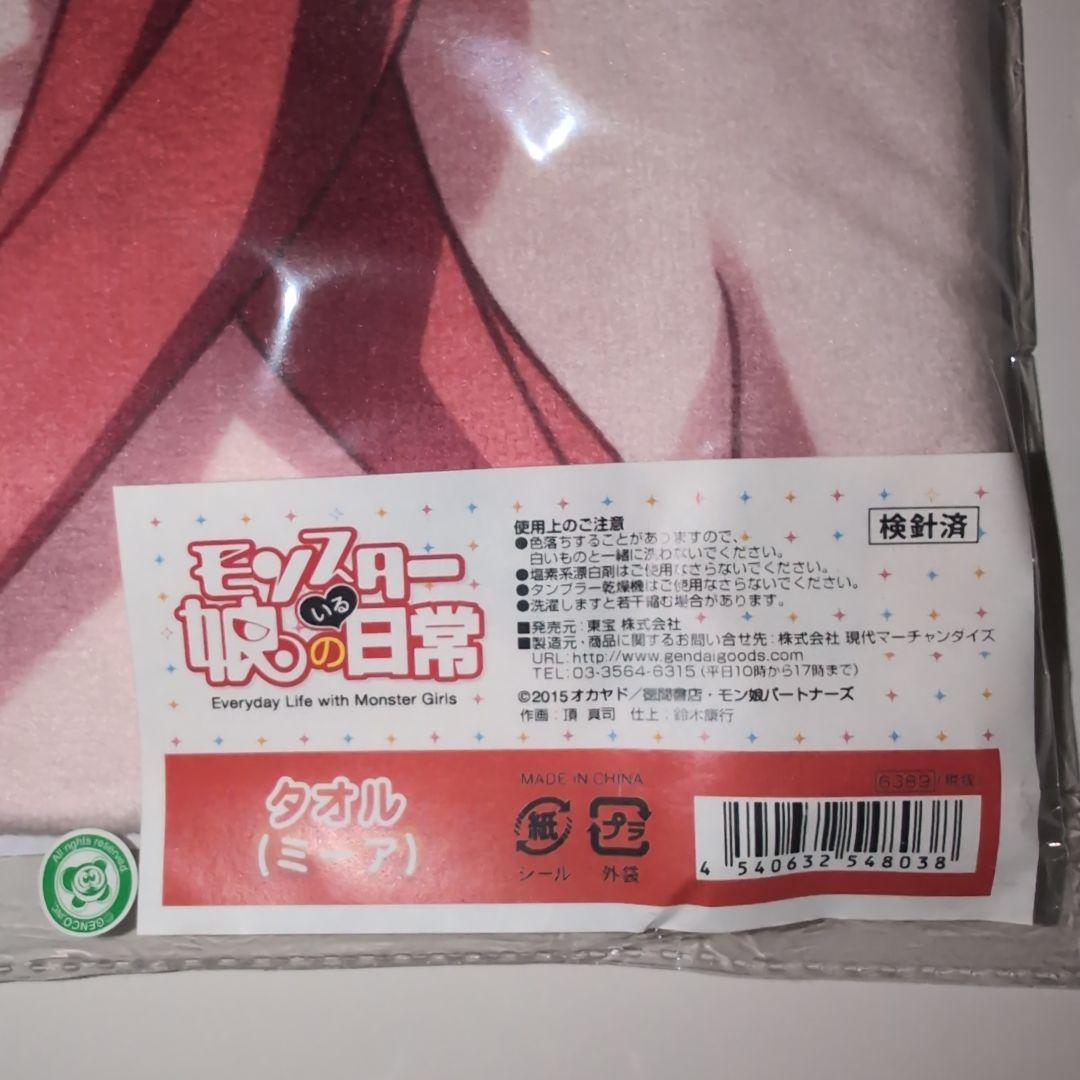 モンスター
娘のいる日常
Everyday Life with Monster Girls
使用上のご注意
●色落ちすることがありますので、
白いものと一緒に洗わないでください。
●塩素系漂白剤はご使用なさらないでください。
●タンブラー乾燥機はご使用なさらないでください。
●洗濯しますと若干縮む場合があります。
■発売元：東宝 株式会社
■製造元・商品に関するお問い合せ先：株式会社 現代マーチャンダイズ
URL：http://www.gendaigoods.com
TEL：03-3564-6315(平日10時から17時まで)
©2015オカヤド／徳間書店・モン娘パートナーズ
作画：頂 真司 仕上：鈴木康行
検針済
タオル
(ミーア)
MADE IN CHINA
紙
シール
プラ
外袋
6389(税抜)
4 540632 548038
All rights reserved
©GENCO,INC.